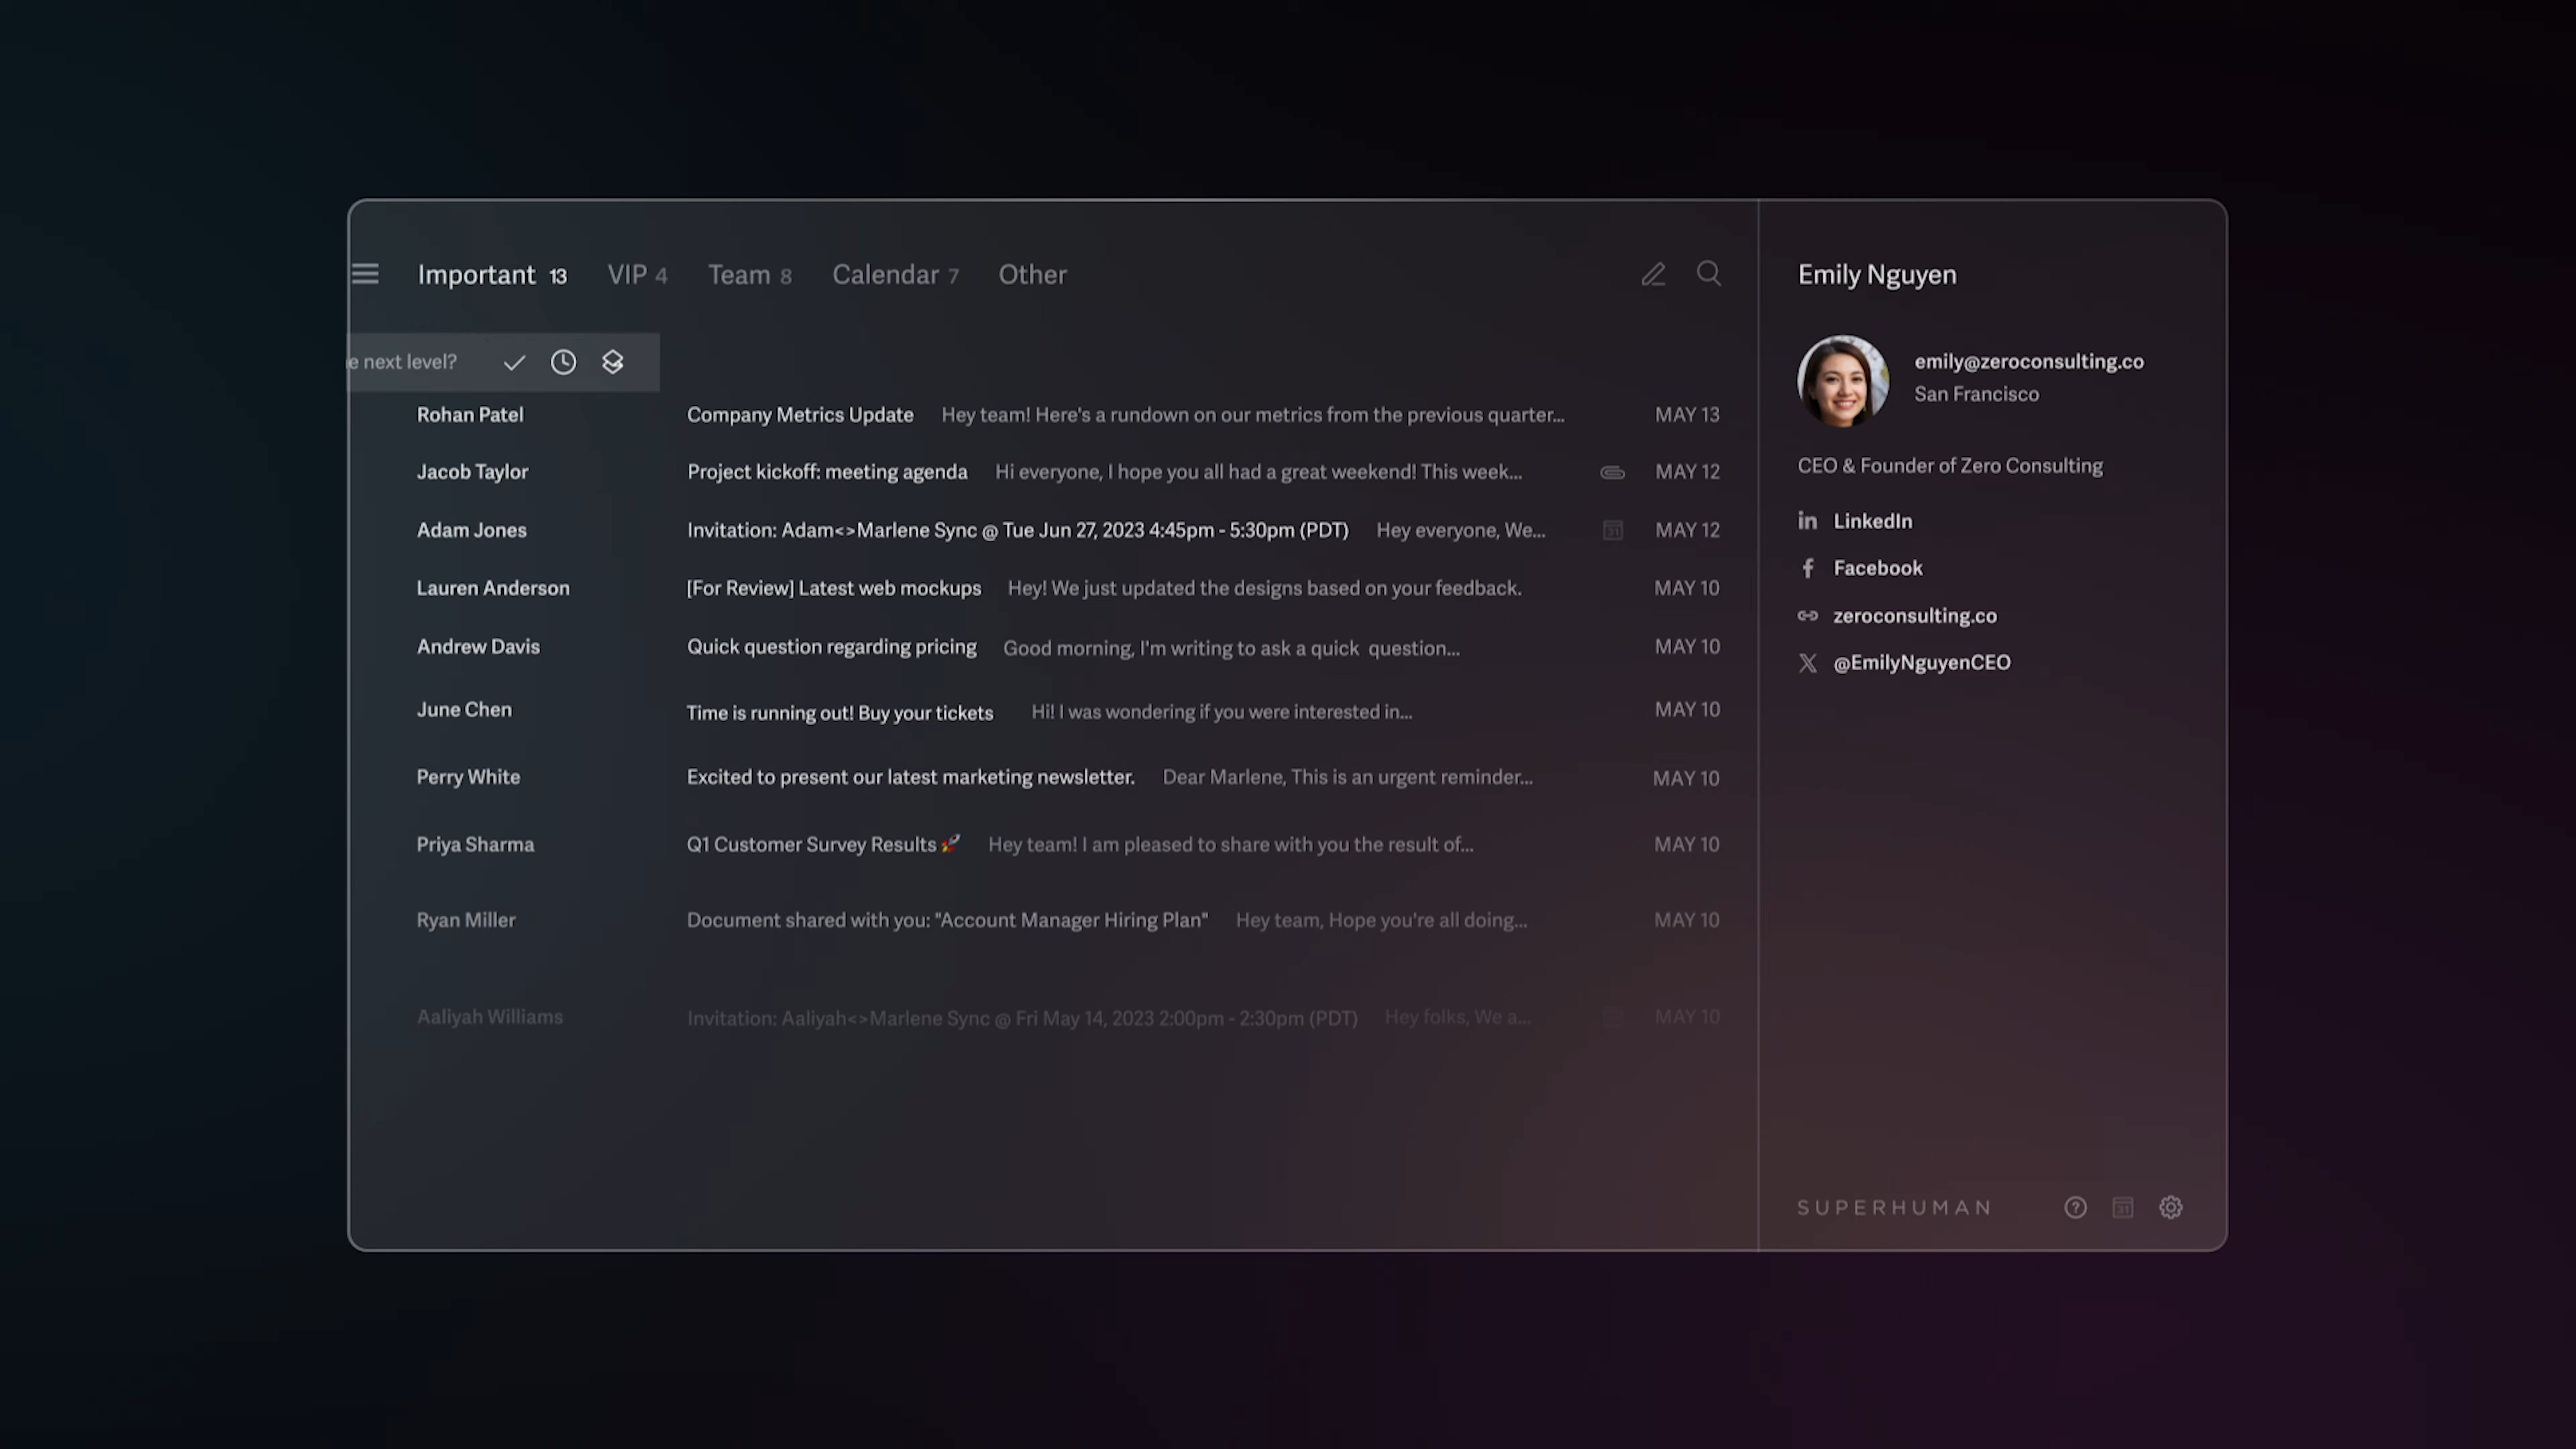 Important 13 VIP 4 Team 8 Calendar 7 Other
next level?
Rohan Patel Company Metrics Update Hey team! Here's a rundown on our metrics from the previous quarter... MAY 13
Jacob Taylor Project kickoff: meeting agenda Hi everyone, I hope you all had a great weekend! This week... MAY 12
Adam Jones Invitation: Adam<>Marlene Sync @ Tue Jun 27, 2023 4:45pm - 5:30pm (PDT) Hey everyone, We... 31 MAY 12
Lauren Anderson [For Review] Latest web mockups Hey! We just updated the designs based on your feedback. MAY 10
Andrew Davis Quick question regarding pricing Good morning, I'm writing to ask a quick question... MAY 10
June Chen Time is running out! Buy your tickets Hi! I was wondering if you were interested in... MAY 10
Perry White Excited to present our latest marketing newsletter. Dear Marlene, This is an urgent reminder... MAY 10
Priya Sharma Q1 Customer Survey Results 🚀 Hey team! I am pleased to share with you the result of... MAY 10
Ryan Miller Document shared with you: "Account Manager Hiring Plan" Hey team, Hope you're all doing... MAY 10
Aaliyah Williams Invitation: Aaliyah<>Marlene Sync @ Fri May 14, 2023 2:00pm - 2:30pm (PDT) Hey folks, We a... MAY 10
Emily Nguyen
emily@zeroconsulting.co
San Francisco
CEO & Founder of Zero Consulting
LinkedIn
Facebook
zeroconsulting.co
@EmilyNguyenCEO
SUPERHUMAN 31